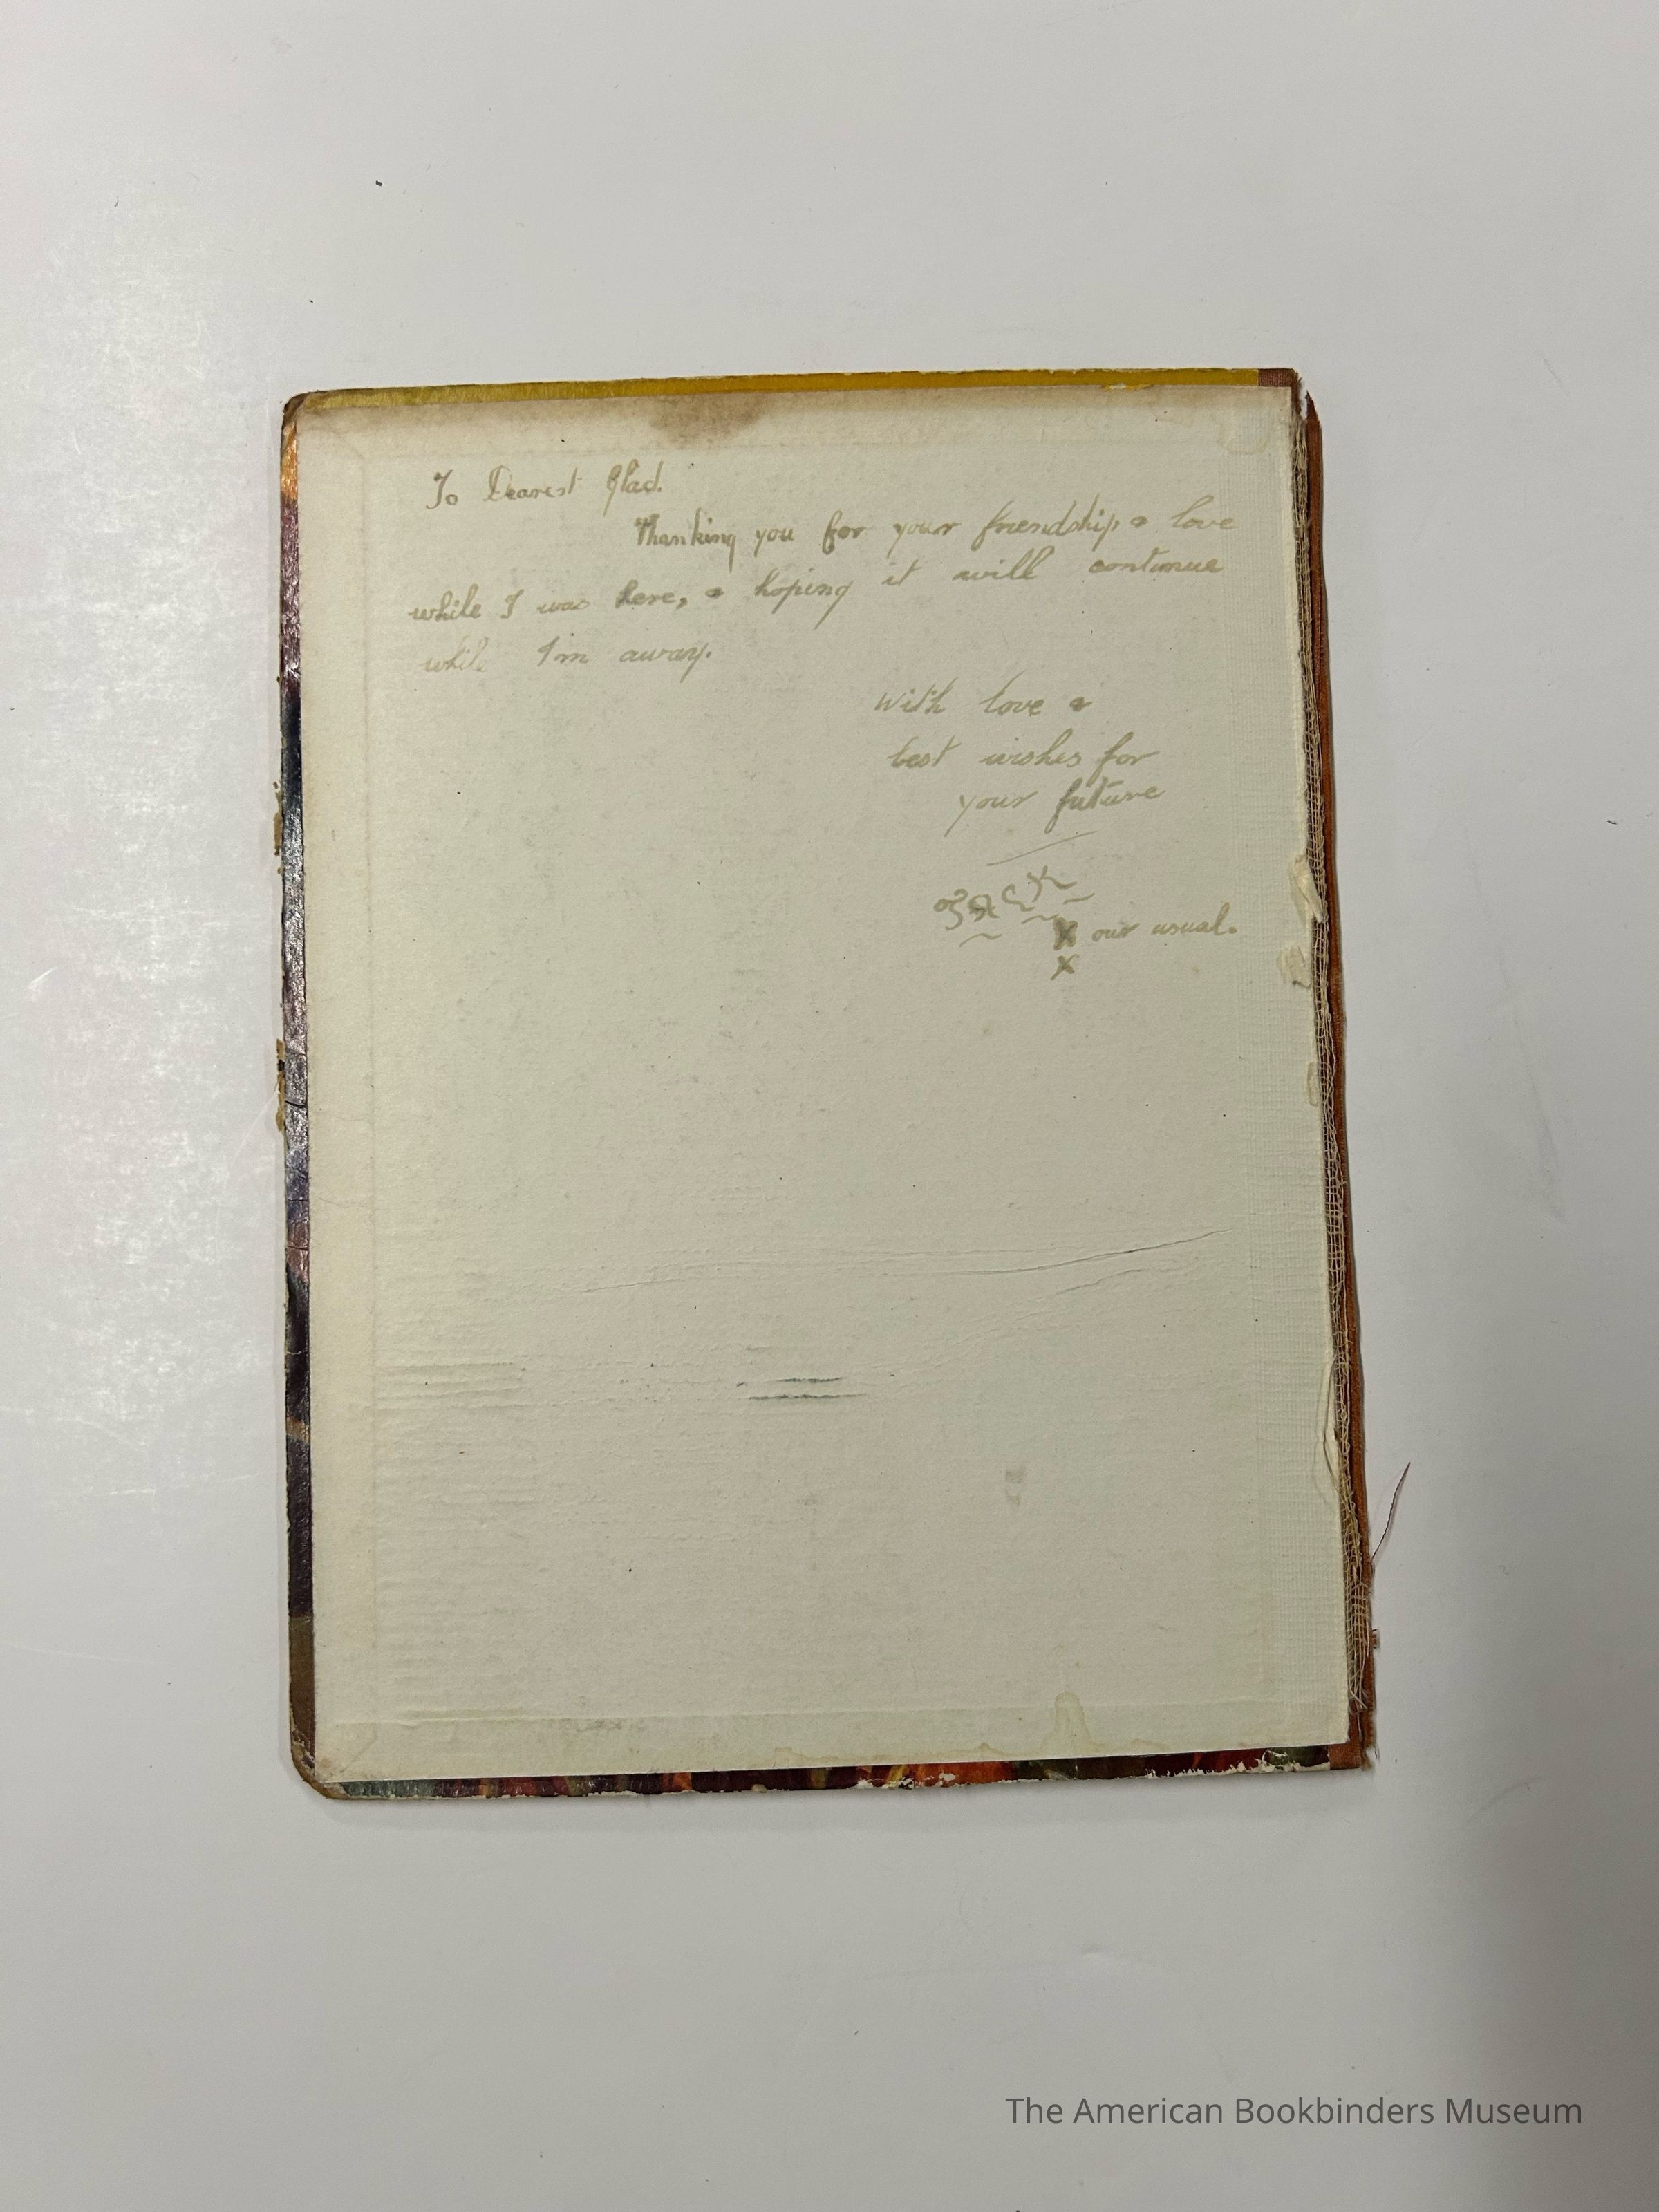 To Dearest Glad.
Thanking you for your friendship & love
while I was here, & hoping it will continue
while I'm away.
With love &
best wishes for
your future
X our usual.
X
The American Bookbinders Museum